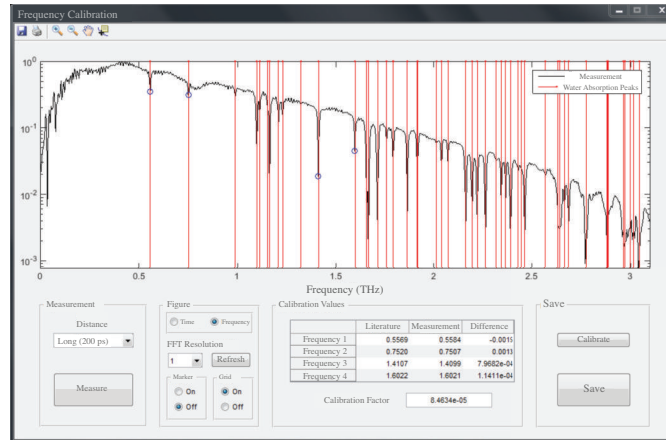 Frequency Calibration
10^0
10^-1
10^-2
10^-3
Measurement
Water Absorption Peaks
0 0.5 1 1.5 2 2.5 3
Frequency (THz)
Measurement
Distance
Long (200 ps)
Measure
Figure
Time Frequency
FFT Resolution
1 Refresh
Marker Grid
On On
Off Off
Calibration Values
Literature Measurement Difference
Frequency 1 0.5569 0.5584 -0.0015
Frequency 2 0.7520 0.7507 0.0013
Frequency 3 1.4107 1.4099 7.9682e-04
Frequency 4 1.6022 1.6021 1.1411e-04
Calibration Factor 8.4634e-05
Save
Calibrate
Save